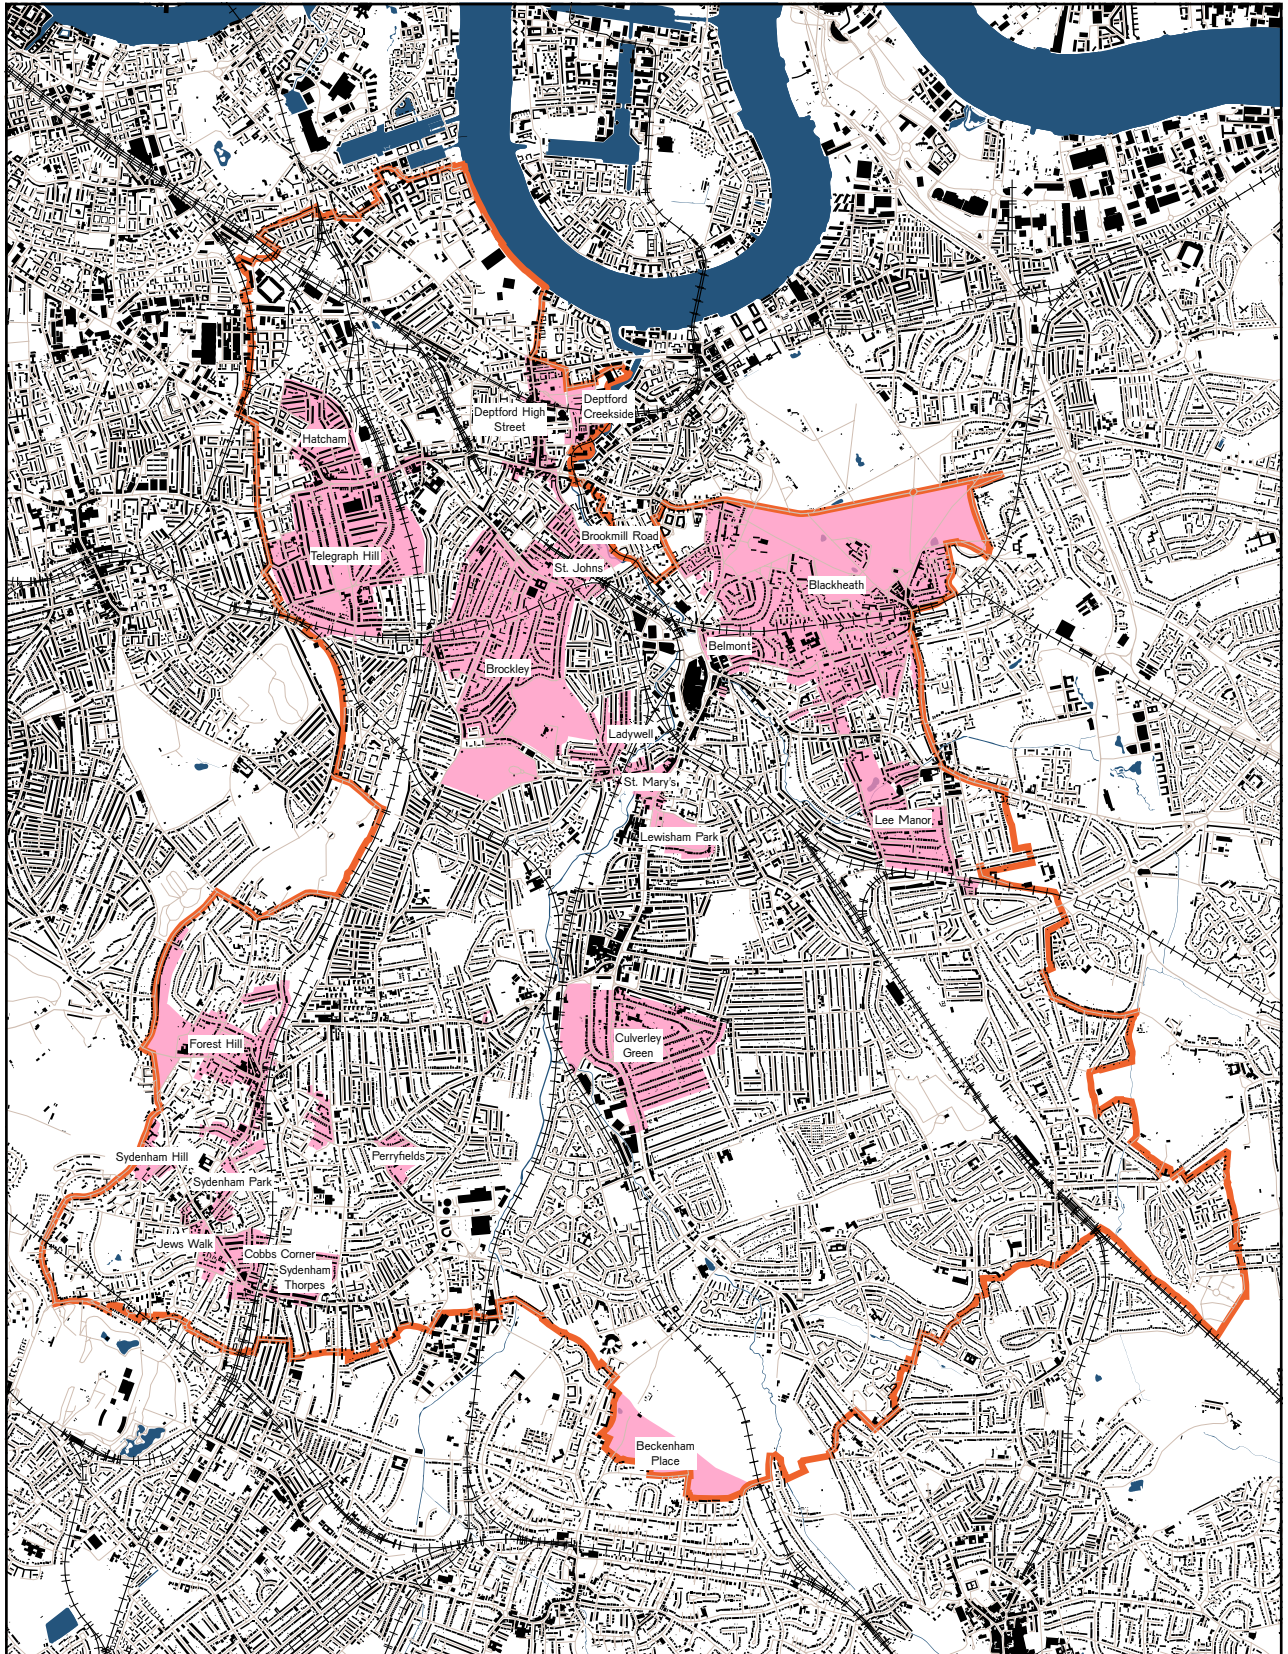 Deptford High
Street
Deptford
Creekside
Hatcham
Brookmill Road
Telegraph Hill
St. Johns
Blackheath
Belmont
Brockley
Ladywell
St. Mary's
Lee Manor
Lewisham Park
Forest Hill
Culverley
Green
Sydenham Hill
Perryfields
Sydenham Park
Jews Walk
Cobbs Corner
Sydenham
Thorpes
Beckenham
Place